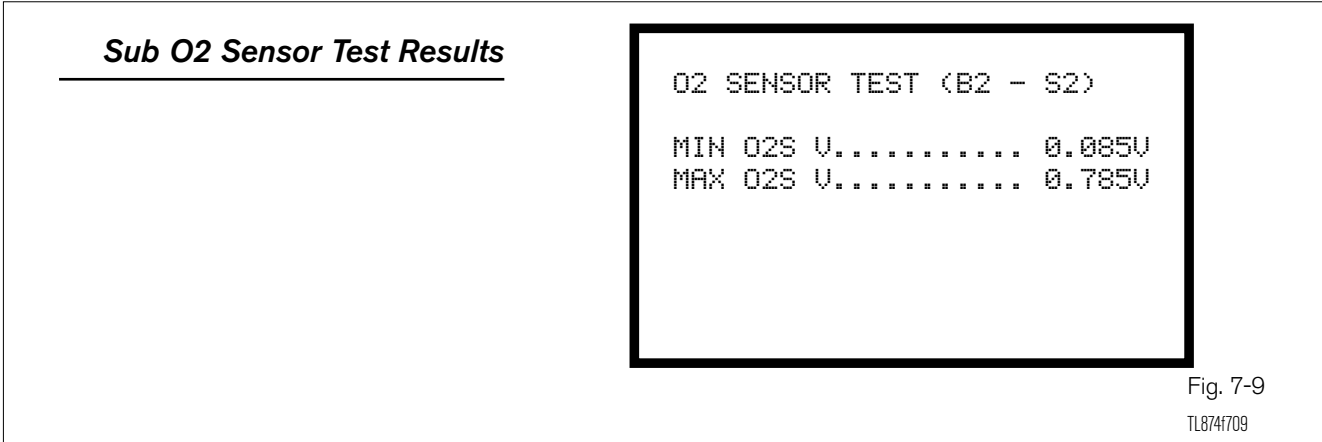 Sub O2 Sensor Test Results
O2 SENSOR TEST (B2 - S2)
MIN O2S V........... 0.085V
MAX O2S V........... 0.785V
Fig. 7-9
TL874f709